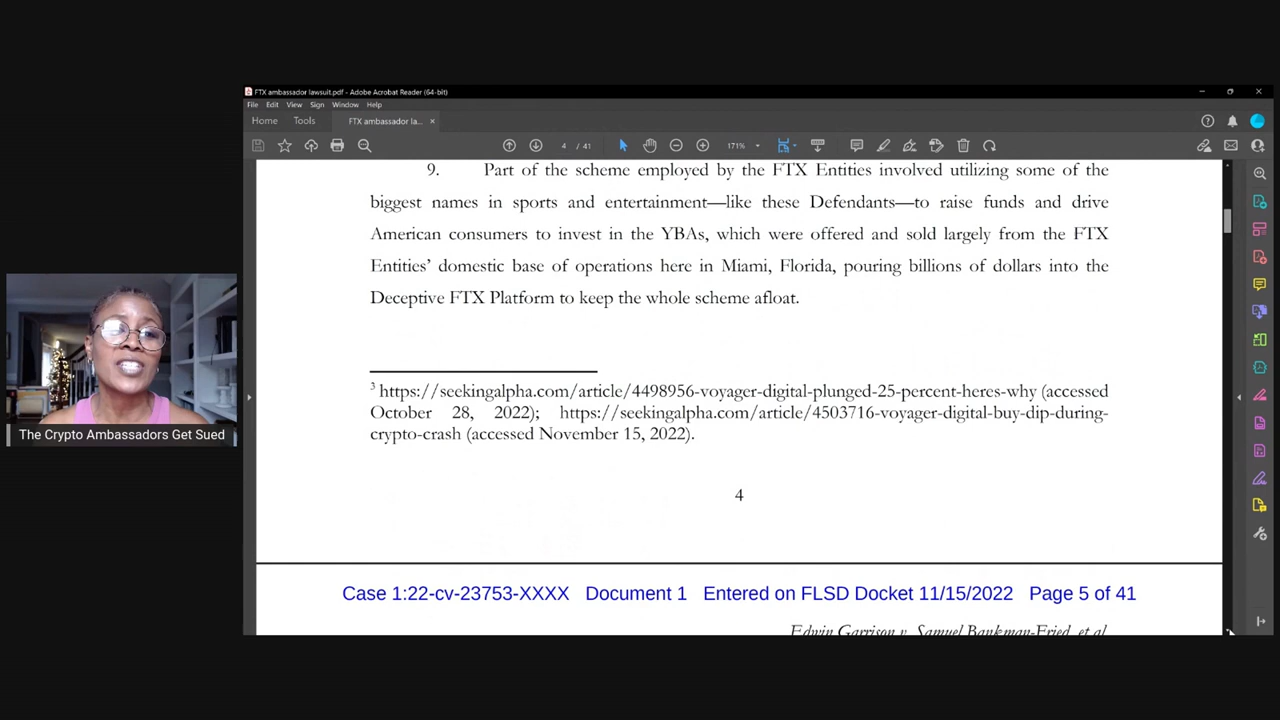 FTX ambassador lawsuit.pdf - Adobe Acrobat Reader (64-bit)
File Edit View Sign Window Help
Home Tools FTX ambassador la... ×
4 / 41 171%
9. Part of the scheme employed by the FTX Entities involved utilizing some of the
biggest names in sports and entertainment—like these Defendants—to raise funds and drive
American consumers to invest in the YBAs, which were offered and sold largely from the FTX
Entities’ domestic base of operations here in Miami, Florida, pouring billions of dollars into the
Deceptive FTX Platform to keep the whole scheme afloat.
3 https://seekingalpha.com/article/4498956-voyager-digital-plunged-25-percent-heres-why (accessed
October 28, 2022); https://seekingalpha.com/article/4503716-voyager-digital-buy-dip-during-
crypto-crash (accessed November 15, 2022).
4
Case 1:22-cv-23753-XXXX Document 1 Entered on FLSD Docket 11/15/2022 Page 5 of 41
Edwin Garrison v. Samuel Bankman-Fried, et al
The Crypto Ambassadors Get Sued